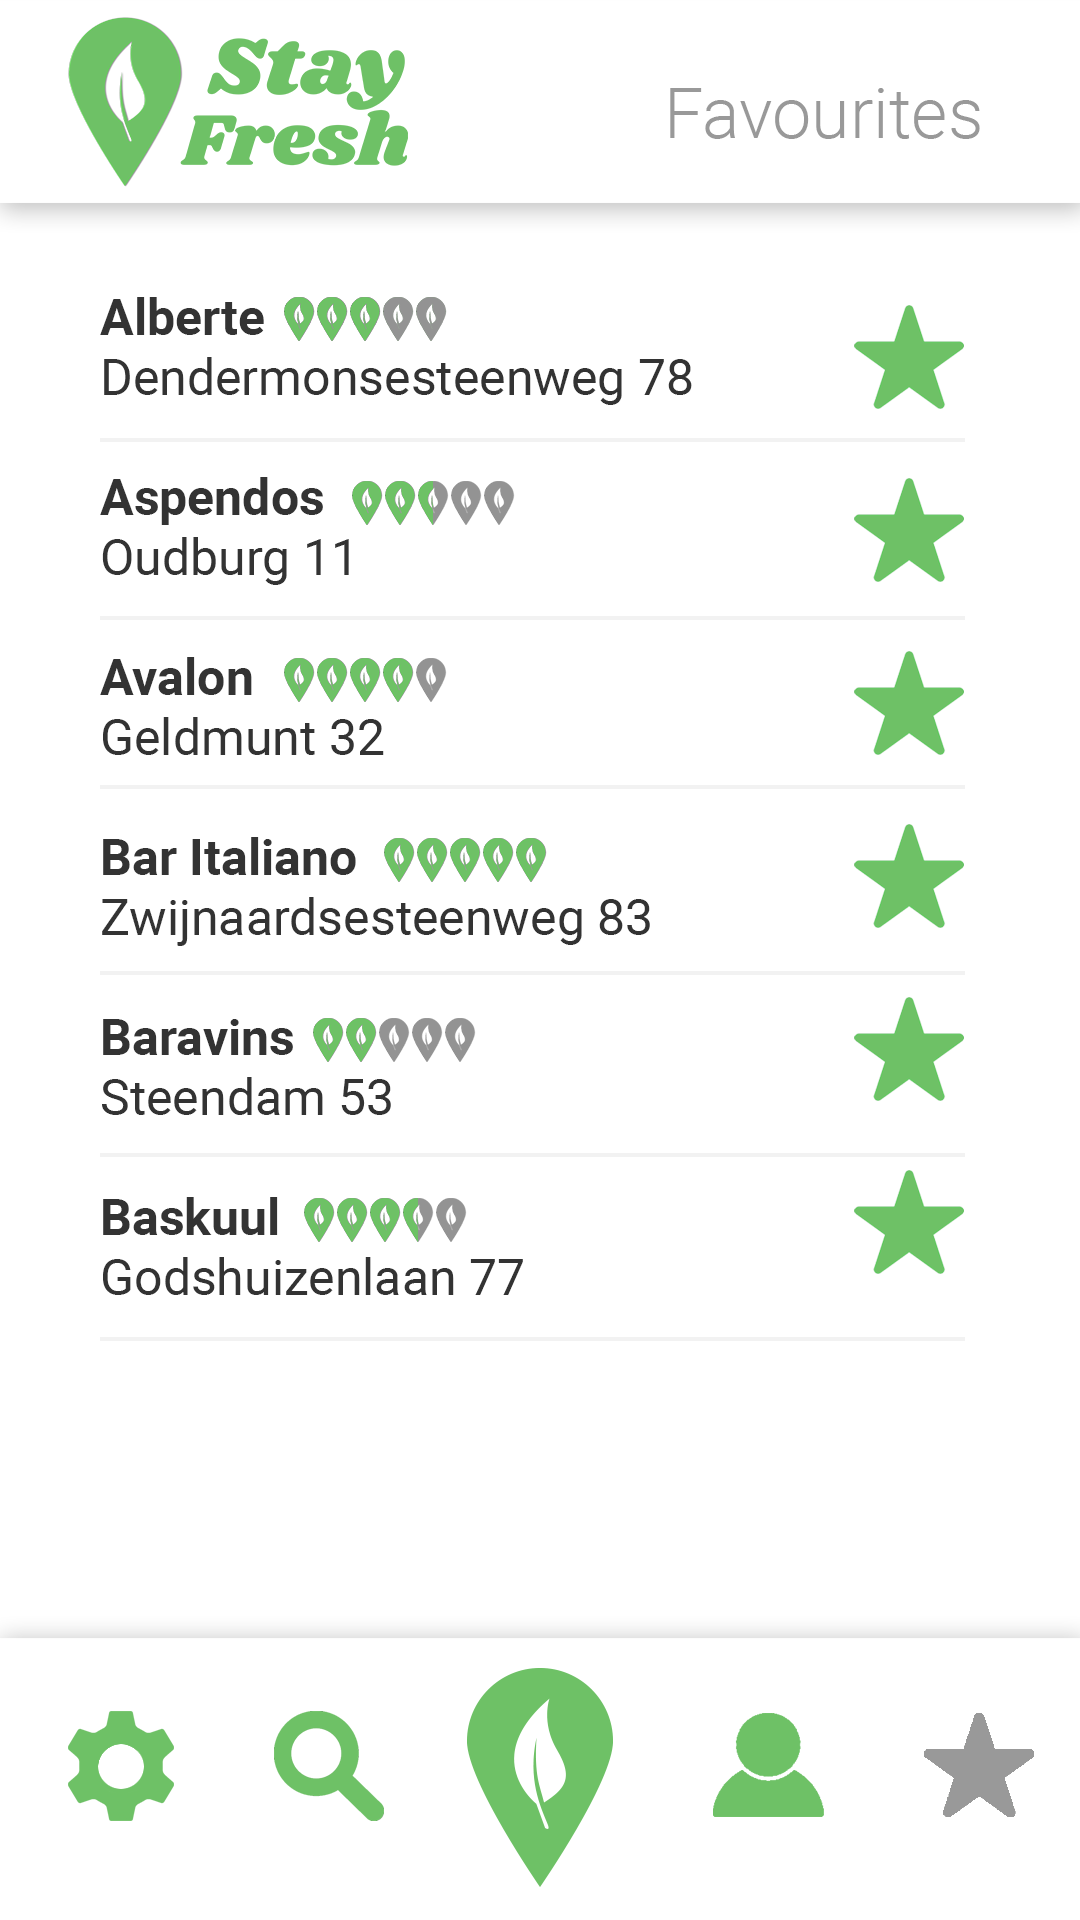 Stay
Fresh
Favourites
Alberte
Dendermonsesteenweg 78
Aspendos
Oudburg 11
Avalon
Geldmunt 32
Bar Italiano
Zwijnaardsesteenweg 83
Baravins
Steendam 53
Baskuul
Godshuizenlaan 77